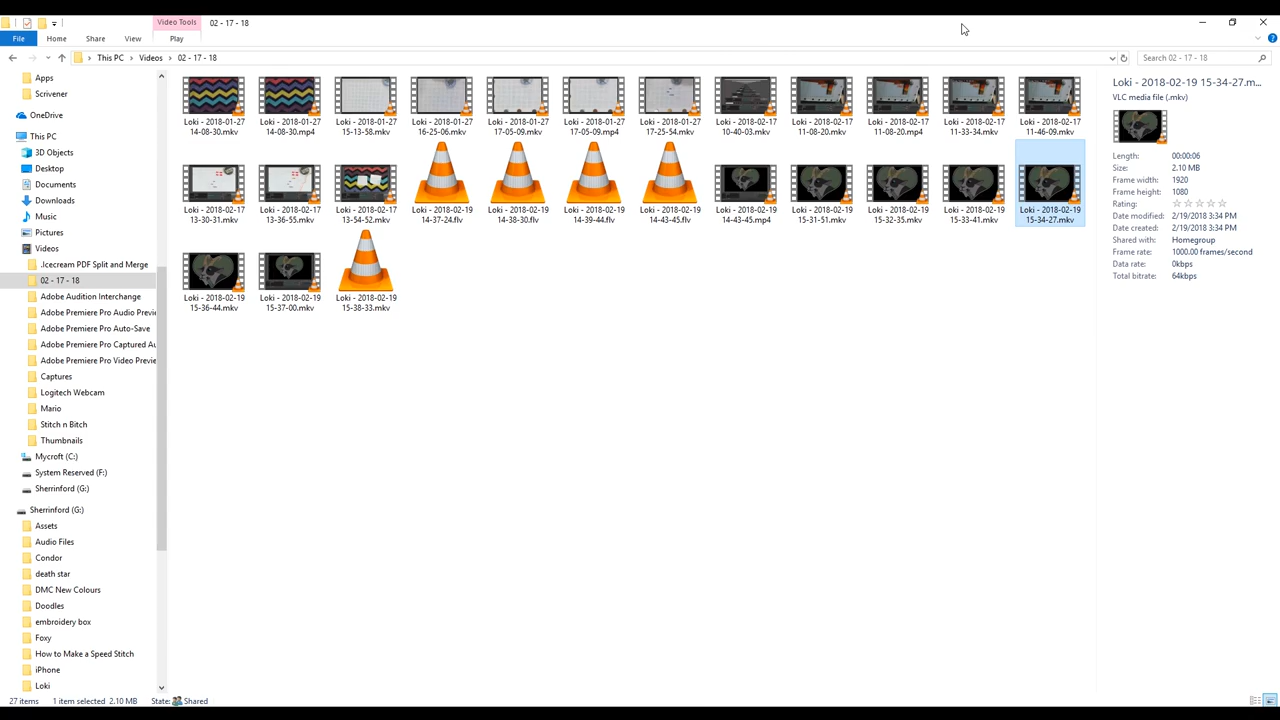 Video Tools
02 - 17 - 18
File
Home
Share
View
Play
This PC
Videos
02 - 17 - 18
Search 02 - 17 - 18
Apps
Scrivener
OneDrive
This PC
3D Objects
Desktop
Documents
Downloads
Music
Pictures
Videos
.Icecream PDF Split and Merge
02 - 17 - 18
Adobe Audition Interchange
Adobe Premiere Pro Audio Previe
Adobe Premiere Pro Auto-Save
Adobe Premiere Pro Captured Au
Adobe Premiere Pro Video Previe
Captures
Logitech Webcam
Mario
Stitch n Bitch
Thumbnails
Mycroft (C:)
System Reserved (F:)
Sherrinford (G:)
Sherrinford (G:)
Assets
Audio Files
Condor
death star
DMC New Colours
Doodles
embroidery box
Foxy
How to Make a Speed Stitch
iPhone
Loki
Loki - 2018-01-27
14-08-30.mkv
Loki - 2018-01-27
14-08-30.mp4
Loki - 2018-01-27
15-13-58.mkv
Loki - 2018-01-27
16-25-06.mkv
Loki - 2018-01-27
17-05-09.mkv
Loki - 2018-01-27
17-05-09.mp4
Loki - 2018-01-27
17-25-54.mkv
Loki - 2018-02-17
10-40-03.mkv
Loki - 2018-02-17
11-08-20.mkv
Loki - 2018-02-17
11-08-20.mp4
Loki - 2018-02-17
11-33-34.mkv
Loki - 2018-02-17
11-46-09.mkv
Loki - 2018-02-17
13-30-31.mkv
Loki - 2018-02-17
13-36-55.mkv
Loki - 2018-02-17
13-54-52.mkv
Loki - 2018-02-19
14-37-24.flv
Loki - 2018-02-19
14-38-30.flv
Loki - 2018-02-19
14-39-44.flv
Loki - 2018-02-19
14-43-45.flv
Loki - 2018-02-19
14-43-45.mp4
Loki - 2018-02-19
15-31-51.mkv
Loki - 2018-02-19
15-32-35.mkv
Loki - 2018-02-19
15-33-41.mkv
Loki - 2018-02-19
15-34-27.mkv
Loki - 2018-02-19
15-36-44.mkv
Loki - 2018-02-19
15-37-00.mkv
Loki - 2018-02-19
15-38-33.mkv
Loki - 2018-02-19 15-34-27.m...
VLC media file (.mkv)
Length: 00:00:06
Size: 2.10 MB
Frame width: 1920
Frame height: 1080
Rating:
Date modified: 2/19/2018 3:34 PM
Date created: 2/19/2018 3:34 PM
Shared with: Homegroup
Frame rate: 1000.00 frames/second
Data rate: 0kbps
Total bitrate: 64kbps
27 items 1 item selected 2.10 MB State: Shared